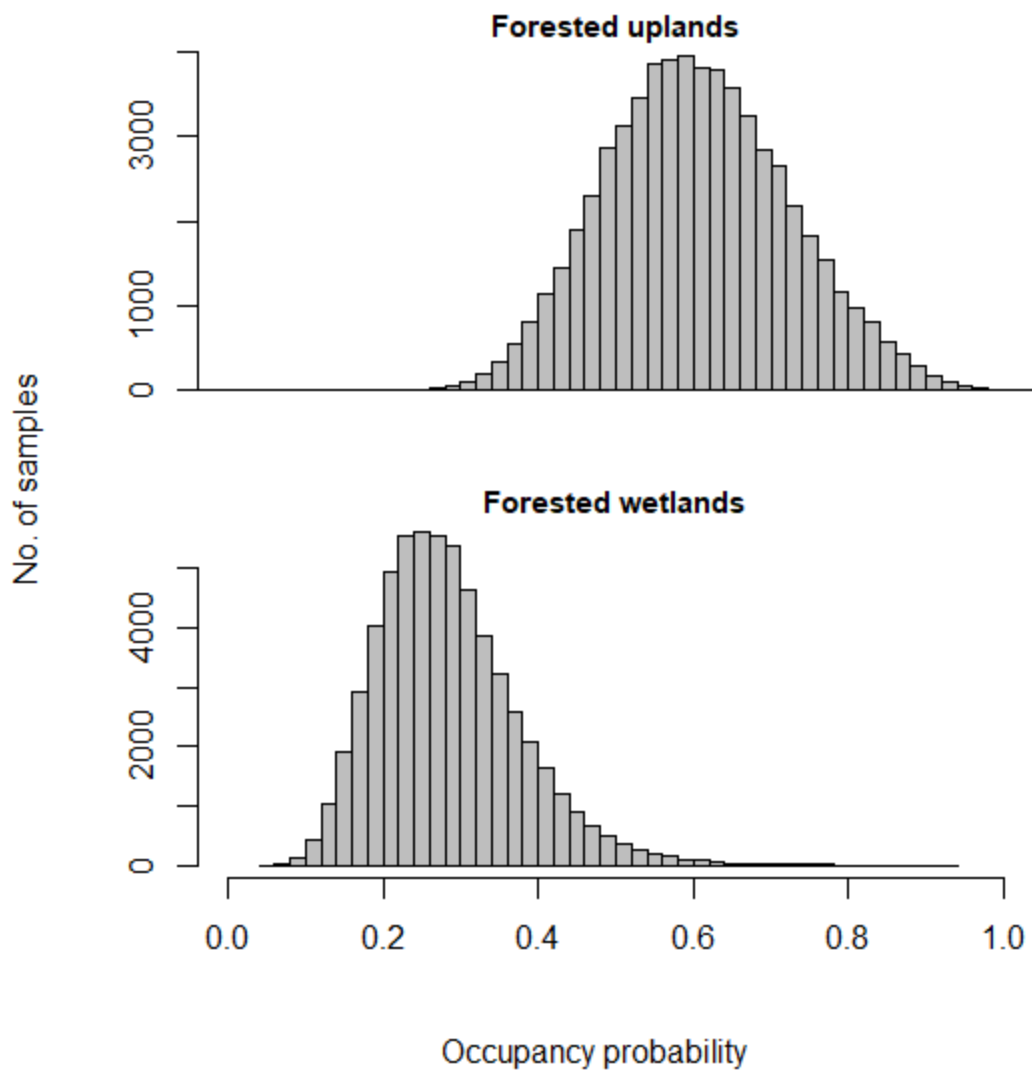 Forested uplands
3000
1000
0
No. of samples
Forested wetlands
4000
2000
0
0.0 0.2 0.4 0.6 0.8 1.0
Occupancy probability